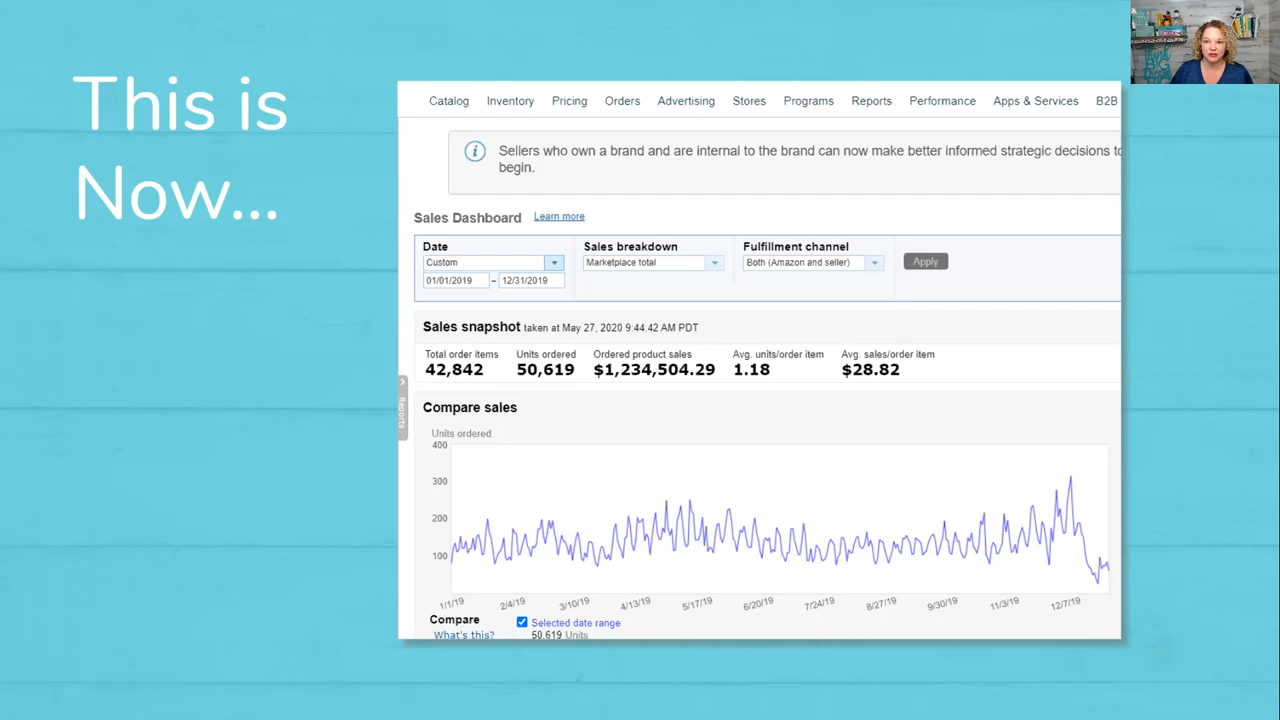 This is
Now...
Catalog Inventory Pricing Orders Advertising Stores Programs Reports Performance Apps & Services B2B
Sellers who own a brand and are internal to the brand can now make better informed strategic decisions to
begin.
Sales Dashboard Learn more
Date Sales breakdown Fulfillment channel
Custom Marketplace total Both (Amazon and seller) Apply
01/01/2019 – 12/31/2019
Sales snapshot taken at May 27, 2020 9:44:42 AM PDT
Total order items Units ordered Ordered product sales Avg. units/order item Avg. sales/order item
42,842 50,619 $1,234,504.29 1.18 $28.82
Reports
Compare sales
Units ordered
400
300
200
100
1/1/19 2/4/19 3/10/19 4/13/19 5/17/19 6/20/19 7/24/19 8/27/19 9/30/19 11/3/19 12/7/19
Compare Selected date range
What's this? 50,619 Units